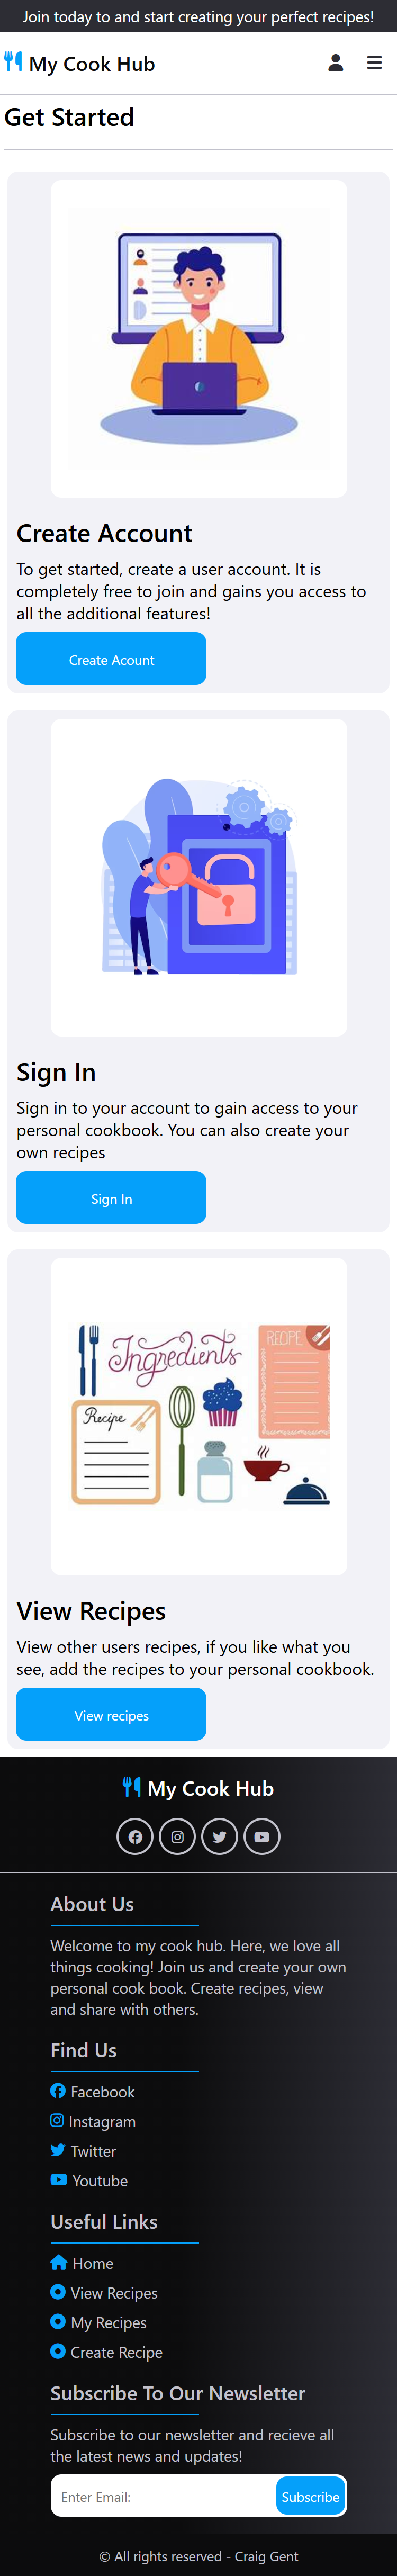 Join today to and start creating your perfect recipes!
My Cook Hub
Get Started
Create Account
To get started, create a user account. It is
completely free to join and gains you access to
all the additional features!
Create Acount
Sign In
Sign in to your account to gain access to your
personal cookbook. You can also create your
own recipes
Sign In
Ingredients
RECIPE
Recipe
View Recipes
View other users recipes, if you like what you
see, add the recipes to your personal cookbook.
View recipes
My Cook Hub
About Us
Welcome to my cook hub. Here, we love all
things cooking! Join us and create your own
personal cook book. Create recipes, view
and share with others.
Find Us
Facebook
Instagram
Twitter
Youtube
Useful Links
Home
View Recipes
My Recipes
Create Recipe
Subscribe To Our Newsletter
Subscribe to our newsletter and recieve all
the latest news and updates!
Enter Email:
Subscribe
© All rights reserved - Craig Gent